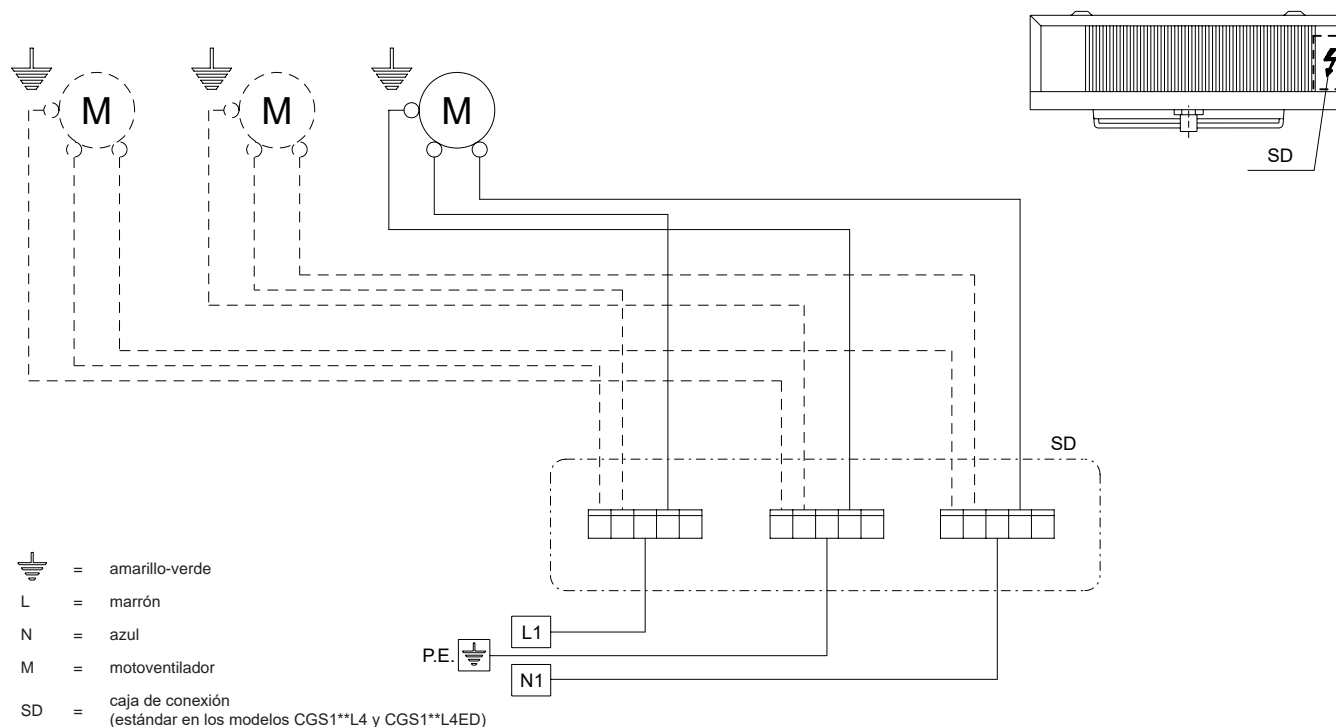 M M M
SD
SD
L1
P.E.
N1
= amarillo-verde
L = marrón
N = azul
M = motoventilador
SD = caja de conexión
(estándar en los modelos CGS1**L4 y CGS1**L4ED)